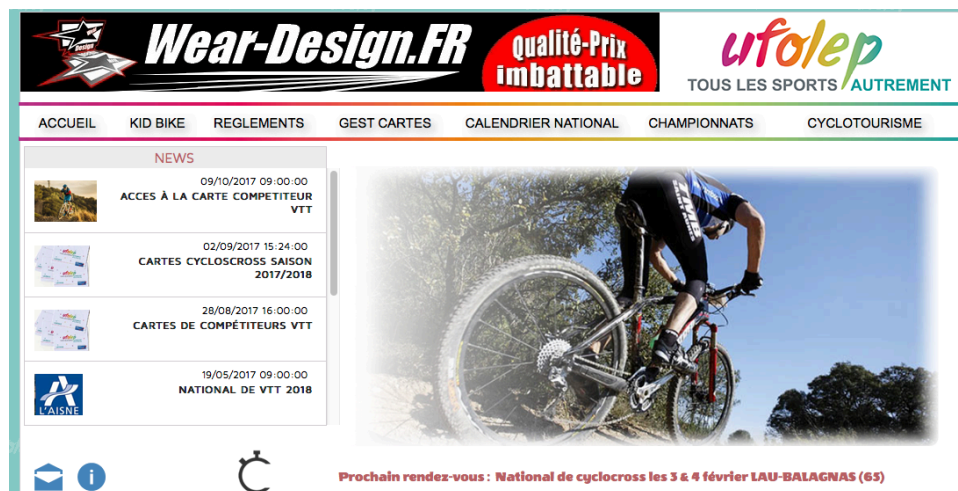 Design
Wear-Design.FR
Qualité-Prix
imbattable
ufolep
TOUS LES SPORTS AUTREMENT
ACCUEIL KID BIKE REGLEMENTS GEST CARTES CALENDRIER NATIONAL CHAMPIONNATS CYCLOTOURISME
NEWS
09/10/2017 09:00:00
ACCES À LA CARTE COMPETITEUR
VTT
02/09/2017 15:24:00
CARTES CYCLOSCROSS SAISON
2017/2018
28/08/2017 16:00:00
CARTES DE COMPÉTITEURS VTT
19/05/2017 09:00:00
NATIONAL DE VTT 2018
L'AISNE
Prochain rendez-vous : National de cyclocross les 3 & 4 février LAU-BALAGNAS (65)